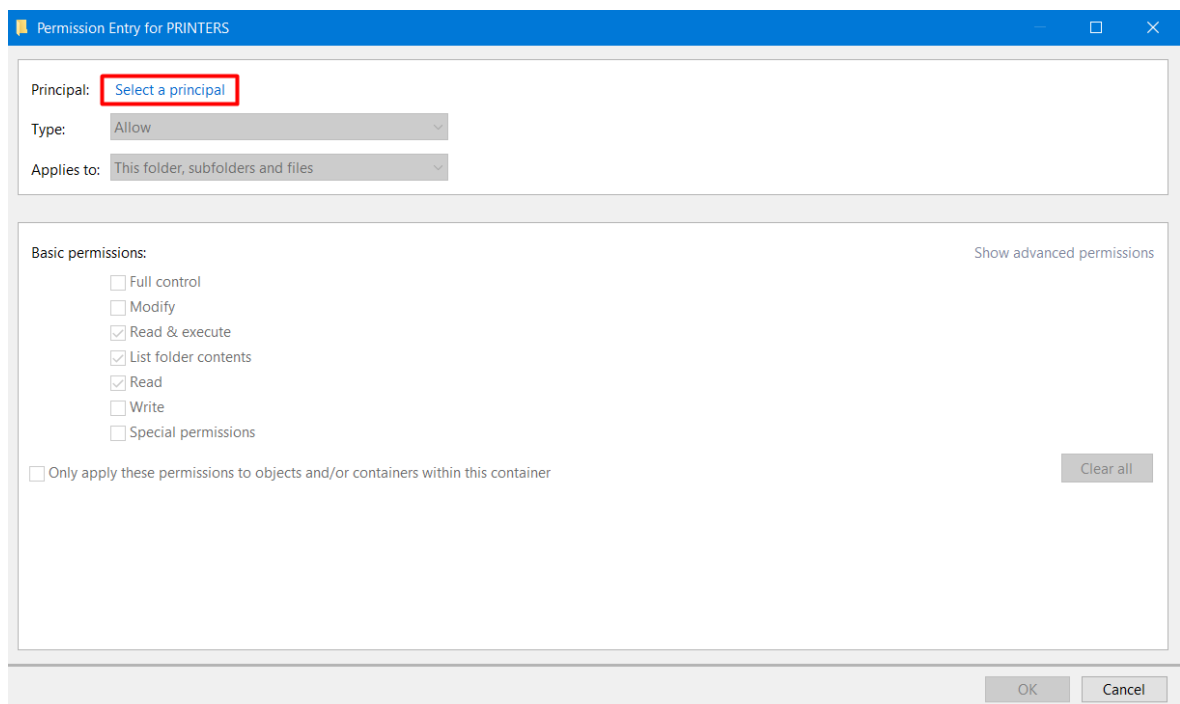 Permission Entry for PRINTERS
Principal: Select a principal
Type: Allow
Applies to: This folder, subfolders and files
Basic permissions: Show advanced permissions
Full control
Modify
Read & execute
List folder contents
Read
Write
Special permissions
Only apply these permissions to objects and/or containers within this container Clear all
OK Cancel